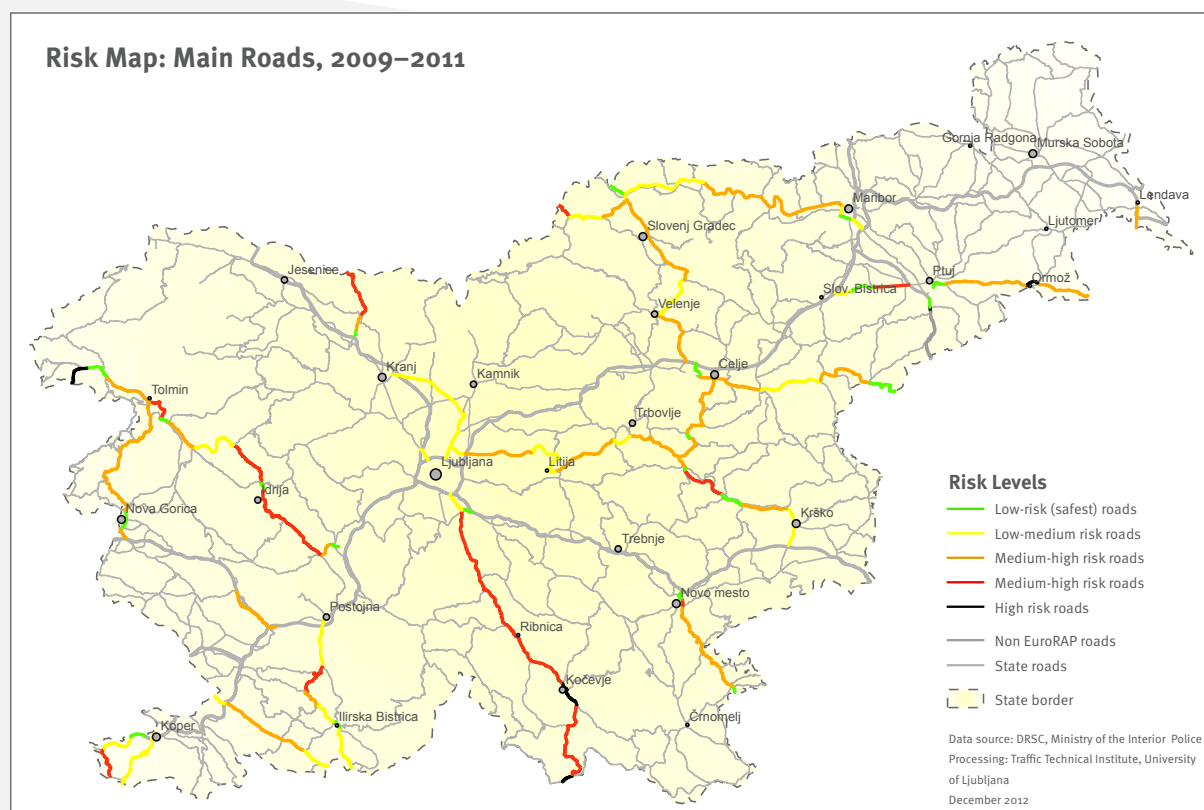 Risk Map: Main Roads, 2009–2011
Gornja Radgona
Murska Sobota
Lendava
Maribor
Ljutomer
Slovenj Gradec
Jesenice
Ptuj
Ormož
Slov. Bistrica
Velenje
Celje
Kranj
Kamnik
Tolmin
Trbovlje
Ljubljana
Litija
Idrija
Nova Gorica
Krško
Trebnje
Novo mesto
Postojna
Ribnica
Kočevje
Črnomelj
Ilirska Bistrica
Koper
Risk Levels
Low-risk (safest) roads
Low-medium risk roads
Medium-high risk roads
Medium-high risk roads
High risk roads
Non EuroRAP roads
State roads
State border
Data source: DRSC, Ministry of the Interior Police
Processing: Traffic Technical Institute, University
of Ljubljana
December 2012